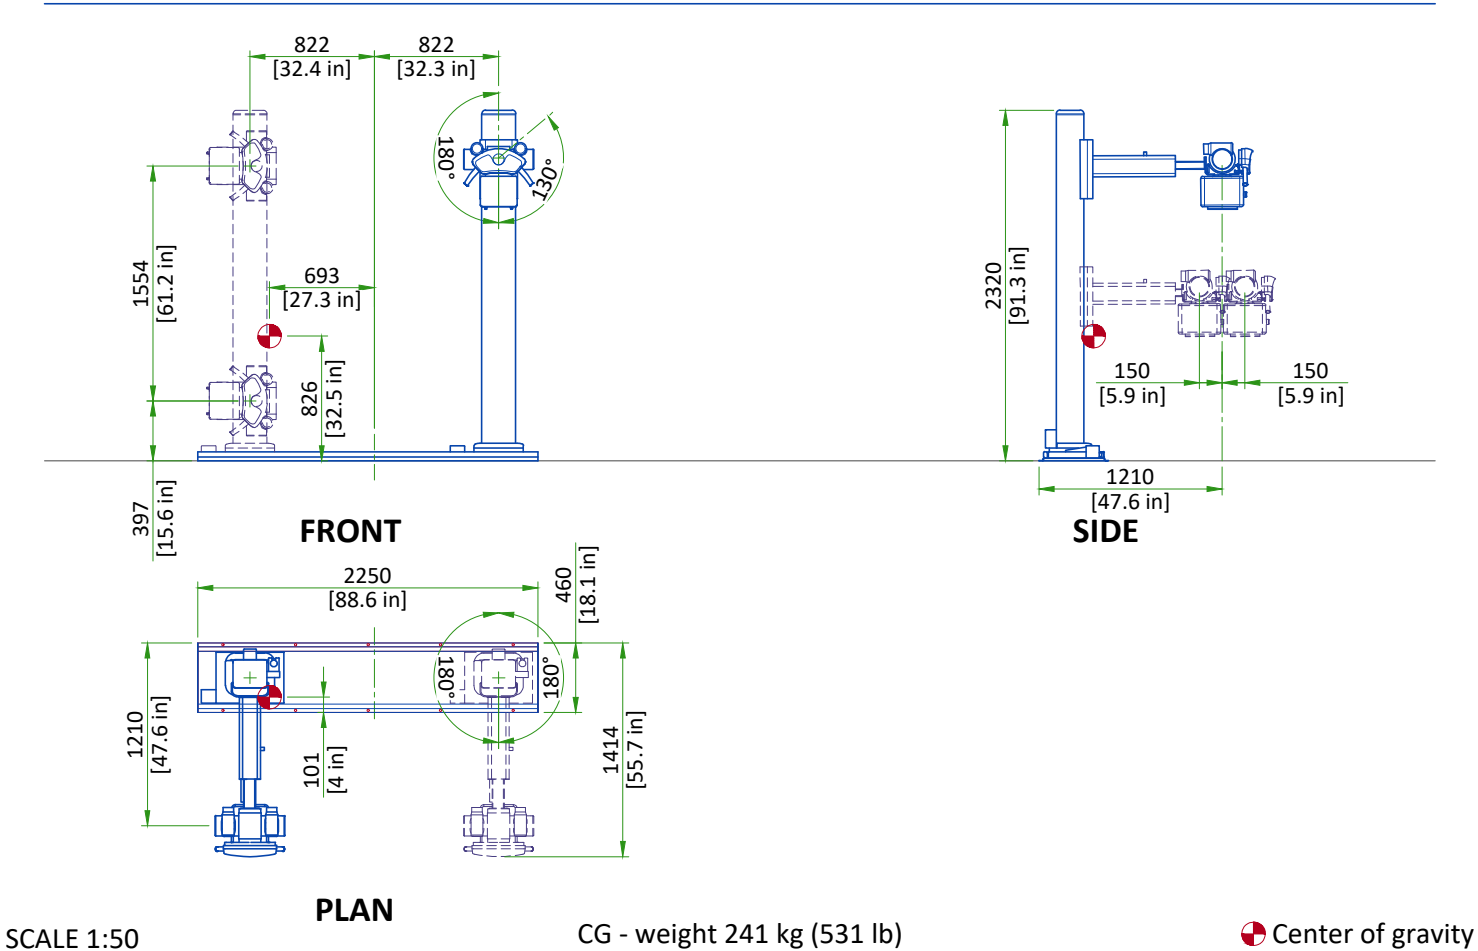 822
[32.4 in]
822
[32.3 in]
180°
130°
1554
[61.2 in]
693
[27.3 in]
826
[32.5 in]
397
[15.6 in]
FRONT
2320
[91.3 in]
150
[5.9 in]
150
[5.9 in]
1210
[47.6 in]
SIDE
2250
[88.6 in]
460
[18.1 in]
180°
180°
1210
[47.6 in]
101
[4 in]
1414
[55.7 in]
PLAN
SCALE 1:50
CG - weight 241 kg (531 lb)
Center of gravity